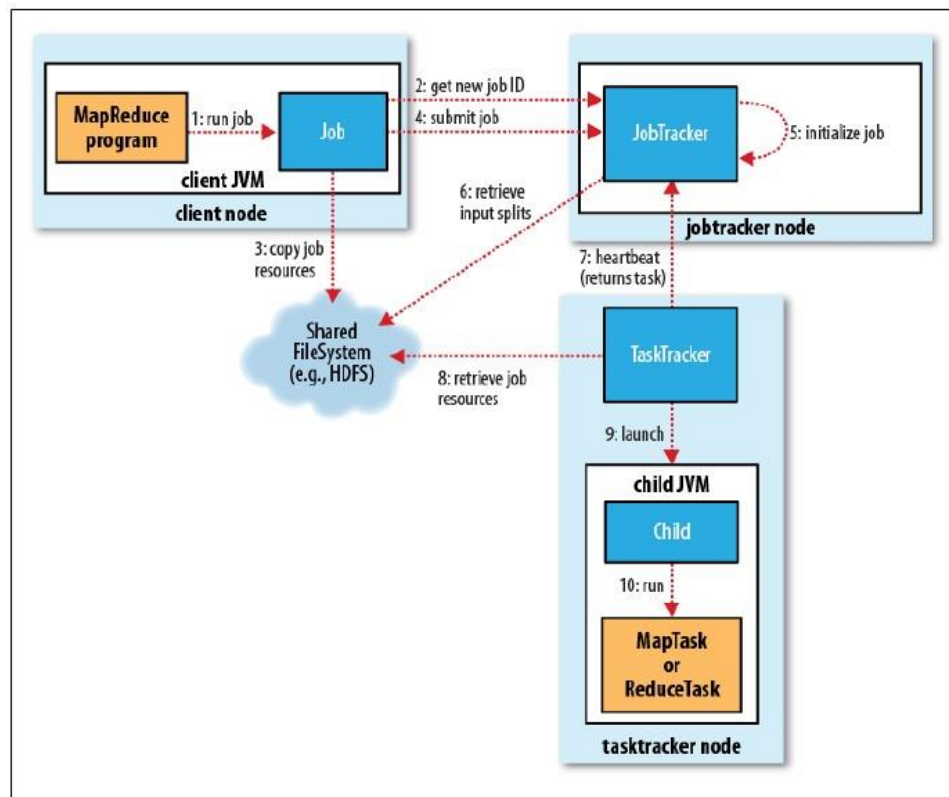 MapReduce
program
1: run job
Job
client JVM
client node
2: get new job ID
4: submit job
JobTracker
5: initialize job
jobtracker node
3: copy job
resources
6: retrieve
input splits
7: heartbeat
(returns task)
Shared
FileSystem
(e.g., HDFS)
8: retrieve job
resources
TaskTracker
9: launch
child JVM
Child
10: run
MapTask
or
ReduceTask
tasktracker node